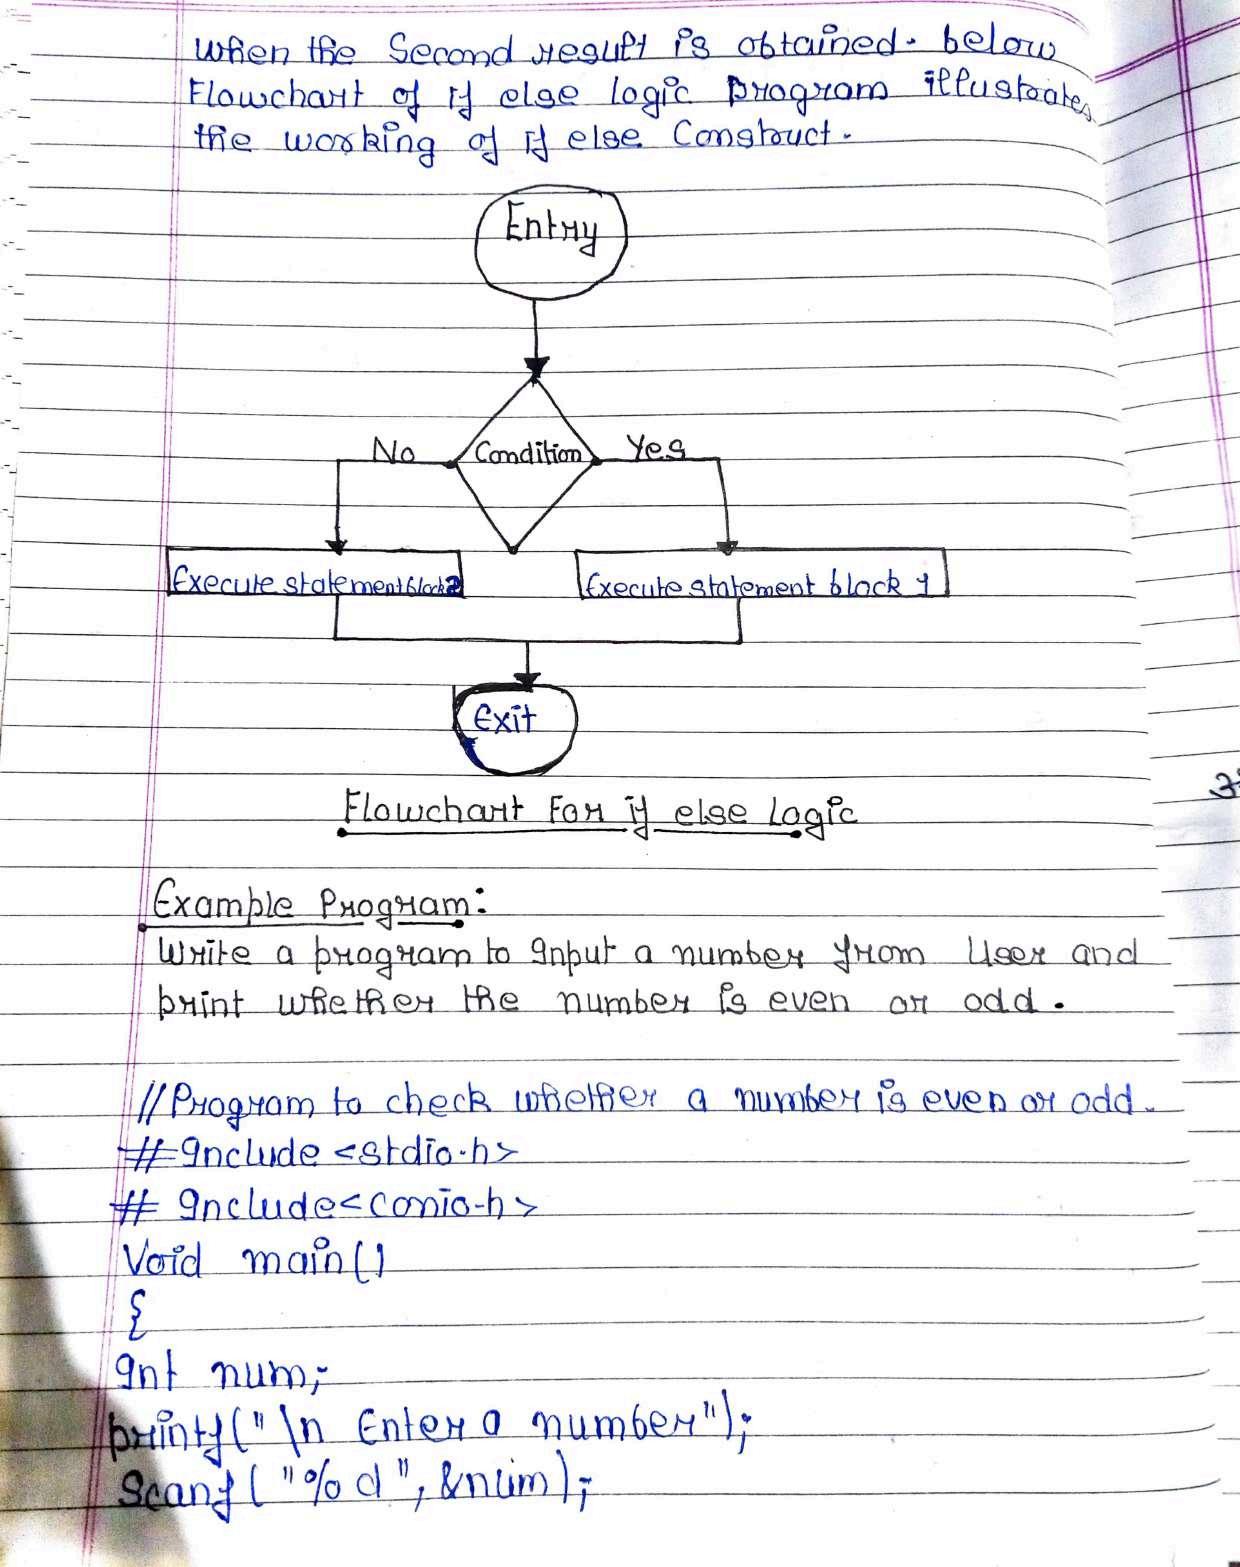 When the Second result is obtained. below
Flowchart of if else logic program illustrates
the working of if else Construct.
Entry
No Condition Yes
Execute statement block 2 Execute statement block 1
Exit
Flowchart For if else Logic
Example Program:
Write a program to Input a number from User and
print whether the number is even or odd.
//Program to check whether a number is even or odd.
# Include <stdio.h>
# Include<conio.h>
Void main()
{
Int num;
printf("\n Enter a number");
Scanf("%d", &num);